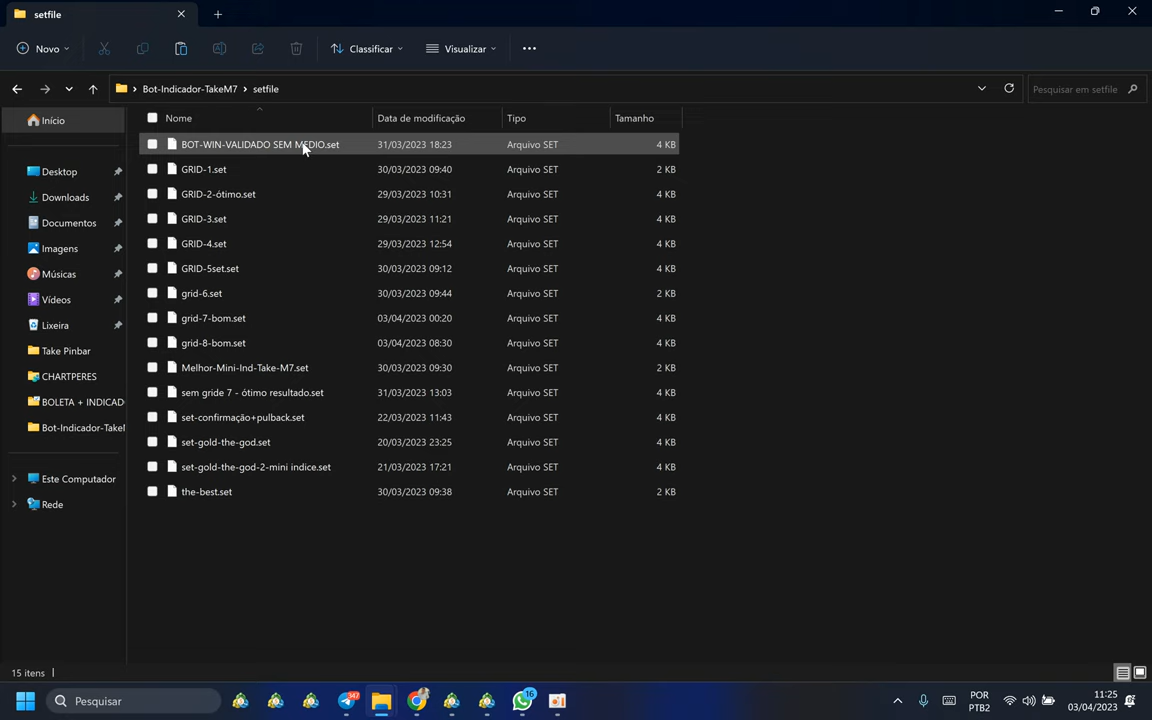 setfile
Novo
Classificar
Visualizar
Bot-Indicador-TakeM7 > setfile
Pesquisar em setfile
Início
Desktop
Downloads
Documentos
Imagens
Músicas
Vídeos
Lixeira
Take Pinbar
CHARTPERES
BOLETA + INDICAD
Bot-Indicador-Takel
Este Computador
Rede
Nome Data de modificação Tipo Tamanho
BOT-WIN-VALIDADO SEM MEDIO.set 31/03/2023 18:23 Arquivo SET 4 KB
GRID-1.set 30/03/2023 09:40 Arquivo SET 2 KB
GRID-2-ótimo.set 29/03/2023 10:31 Arquivo SET 4 KB
GRID-3.set 29/03/2023 11:21 Arquivo SET 4 KB
GRID-4.set 29/03/2023 12:54 Arquivo SET 4 KB
GRID-5set.set 30/03/2023 09:12 Arquivo SET 4 KB
grid-6.set 30/03/2023 09:44 Arquivo SET 2 KB
grid-7-bom.set 03/04/2023 00:20 Arquivo SET 4 KB
grid-8-bom.set 03/04/2023 08:30 Arquivo SET 4 KB
Melhor-Mini-Ind-Take-M7.set 30/03/2023 09:30 Arquivo SET 2 KB
sem gride 7 - ótimo resultado.set 31/03/2023 13:03 Arquivo SET 4 KB
set-confirmação+pulback.set 22/03/2023 11:43 Arquivo SET 4 KB
set-gold-the-god.set 20/03/2023 23:25 Arquivo SET 4 KB
set-gold-the-god-2-mini indice.set 21/03/2023 17:21 Arquivo SET 4 KB
the-best.set 30/03/2023 09:38 Arquivo SET 2 KB
15 itens
Pesquisar
347
16
POR
PTB2
11:25
03/04/2023